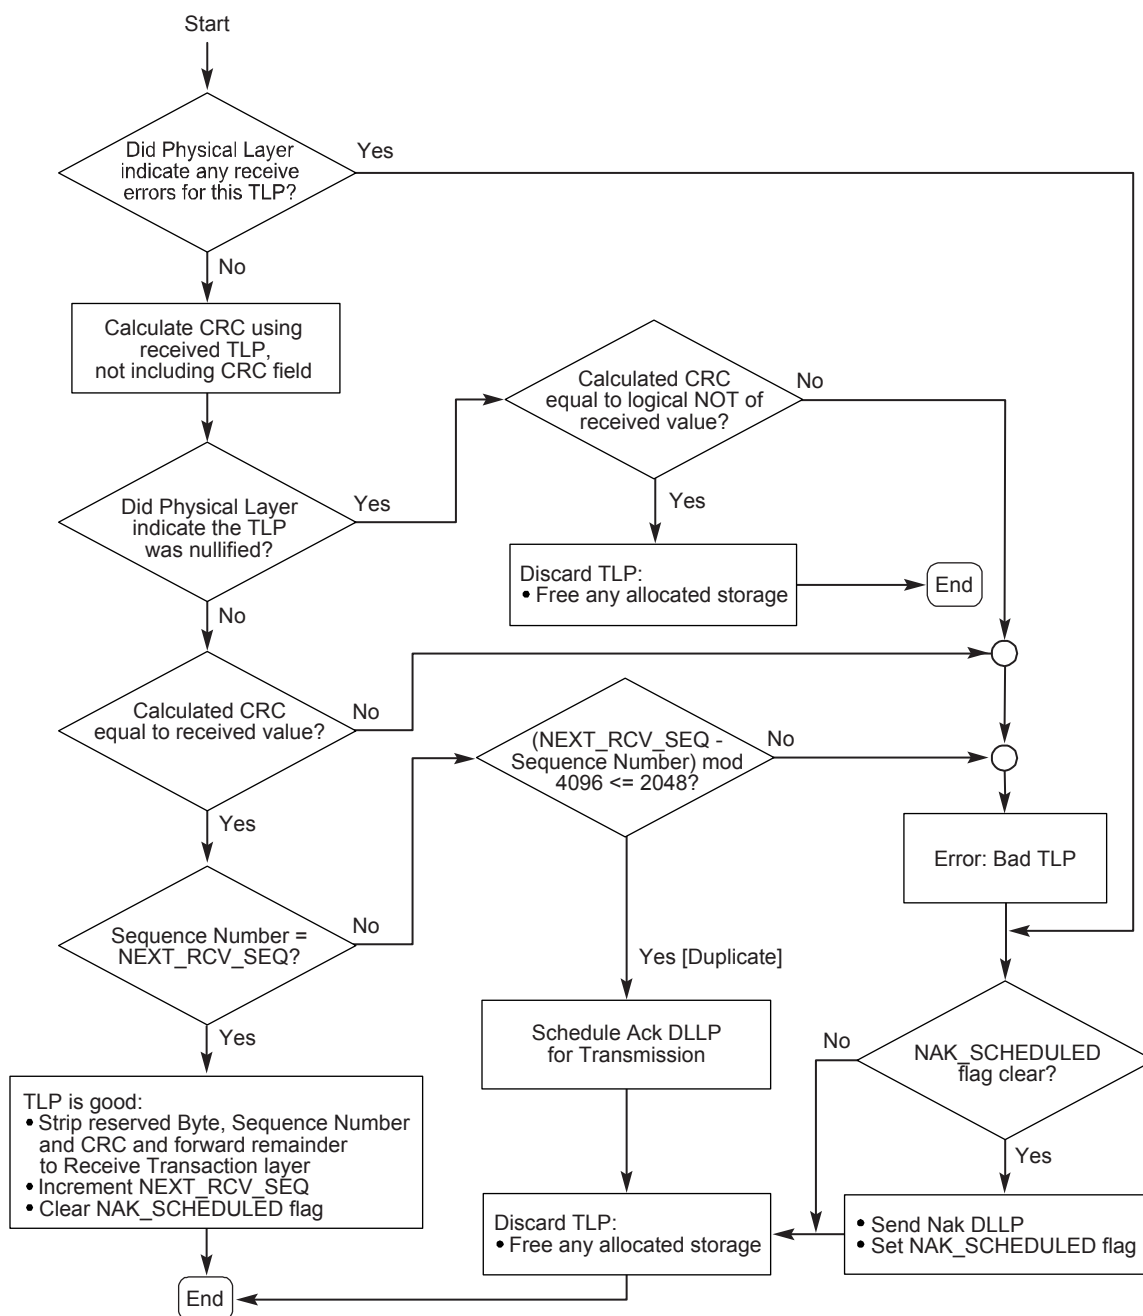 Start
Did Physical Layer
indicate any receive
errors for this TLP?
Yes
No
Calculate CRC using
received TLP,
not including CRC field
Calculated CRC
equal to logical NOT of
received value?
No
Yes
Did Physical Layer
indicate the TLP
was nullified?
Yes
Discard TLP:
• Free any allocated storage
End
No
Calculated CRC
equal to received value?
No
(NEXT_RCV_SEQ -
Sequence Number) mod
4096 <= 2048?
No
Yes
Error: Bad TLP
Sequence Number =
NEXT_RCV_SEQ?
No
Yes [Duplicate]
Yes
Schedule Ack DLLP
for Transmission
No
NAK_SCHEDULED
flag clear?
Yes
TLP is good:
• Strip reserved Byte, Sequence Number
and CRC and forward remainder
to Receive Transaction layer
• Increment NEXT_RCV_SEQ
• Clear NAK_SCHEDULED flag
Discard TLP:
• Free any allocated storage
• Send Nak DLLP
• Set NAK_SCHEDULED flag
End